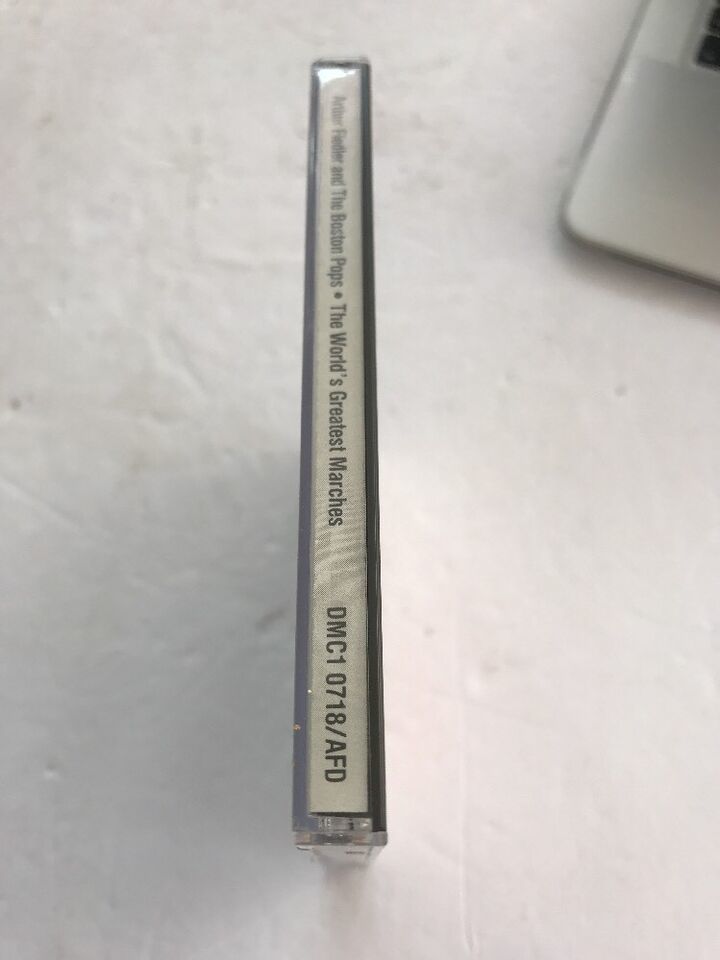 Arthur Fiedler and The Boston Pops • The World's Greatest Marches
DMC1 0718/AFD